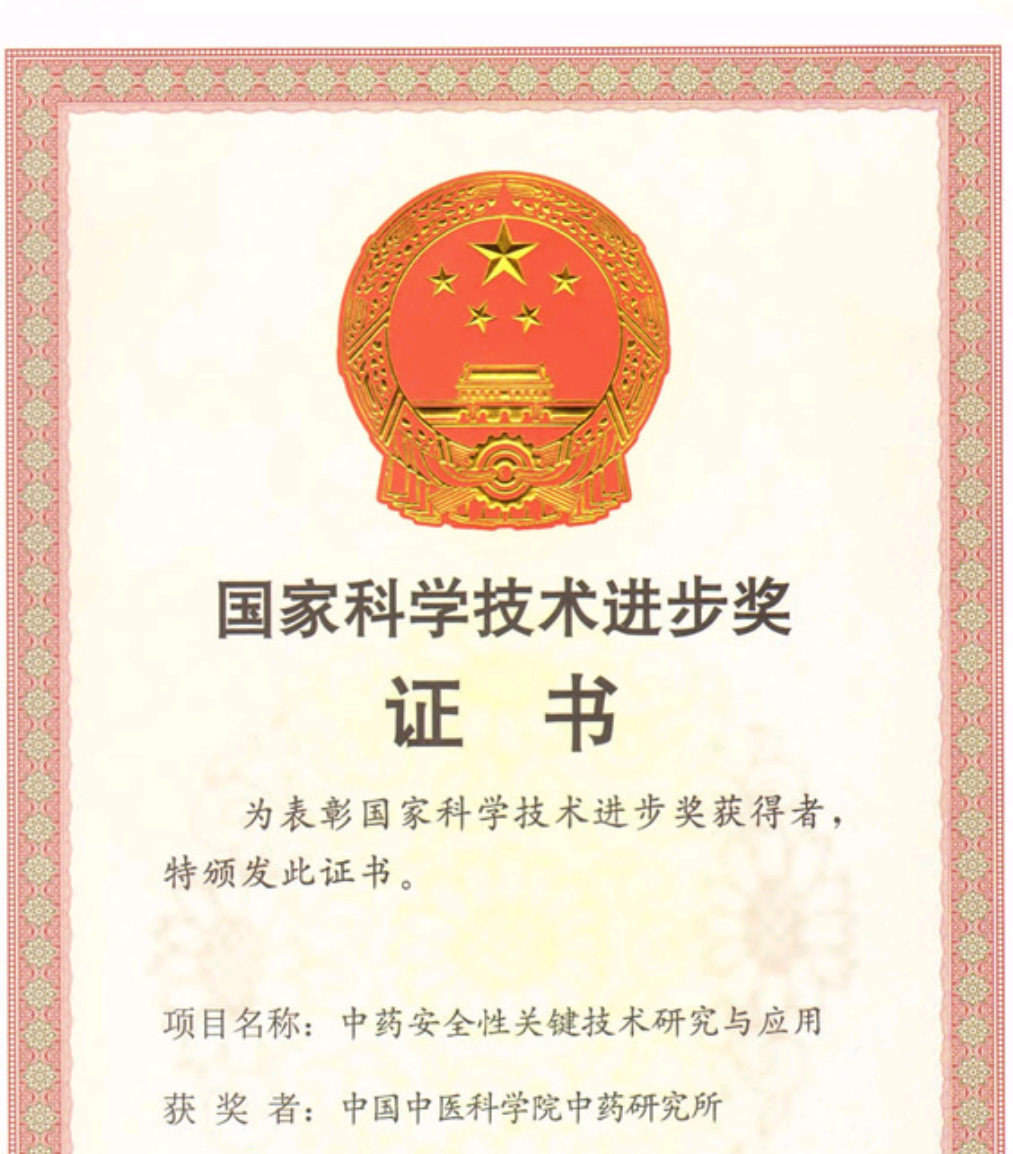 国家科学技术进步奖
证 书
为表彰国家科学技术进步奖获得者，
特颁发此证书。
项目名称：中药安全性关键技术研究与应用
获 奖 者：中国中医科学院中药研究所